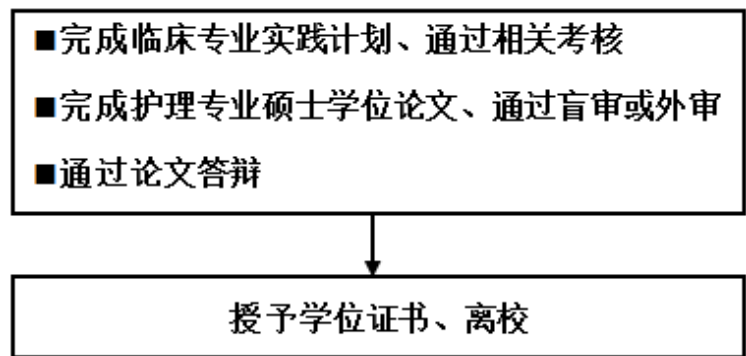 ■完成临床专业实践计划、通过相关考核
■完成护理专业硕士学位论文、通过盲审或外审
■通过论文答辩
授予学位证书、离校